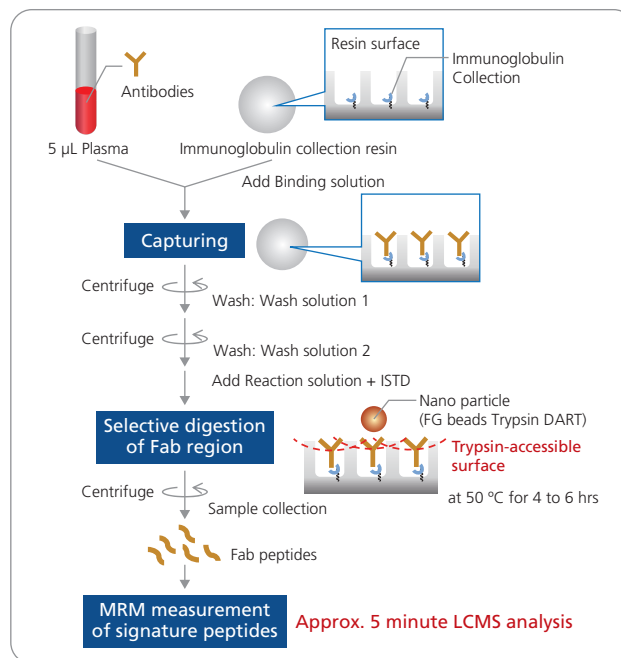 Resin surface
Immunoglobulin
Collection
Antibodies
5 µL Plasma
Immunoglobulin collection resin
Add Binding solution
Capturing
Centrifuge
Wash: Wash solution 1
Centrifuge
Wash: Wash solution 2
Add Reaction solution + ISTD
Nano particle
(FG beads Trypsin DART)
Selective digestion
of Fab region
Trypsin-accessible
surface
at 50 ºC for 4 to 6 hrs
Centrifuge
Sample collection
Fab peptides
MRM measurement
of signature peptides
Approx. 5 minute LCMS analysis